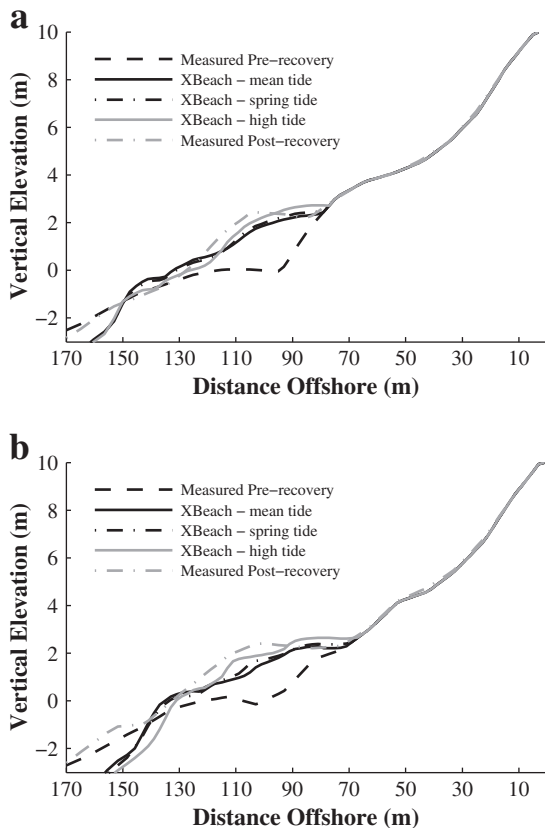 a
10
8
6
4
2
0
−2
Vertical Elevation (m)
Measured Pre−recovery
XBeach − mean tide
XBeach − spring tide
XBeach − high tide
Measured Post−recovery
170 150 130 110 90 70 50 30 10
Distance Offshore (m)
b
10
8
6
4
2
0
−2
Vertical Elevation (m)
Measured Pre−recovery
XBeach − mean tide
XBeach − spring tide
XBeach − high tide
Measured Post−recovery
170 150 130 110 90 70 50 30 10
Distance Offshore (m)